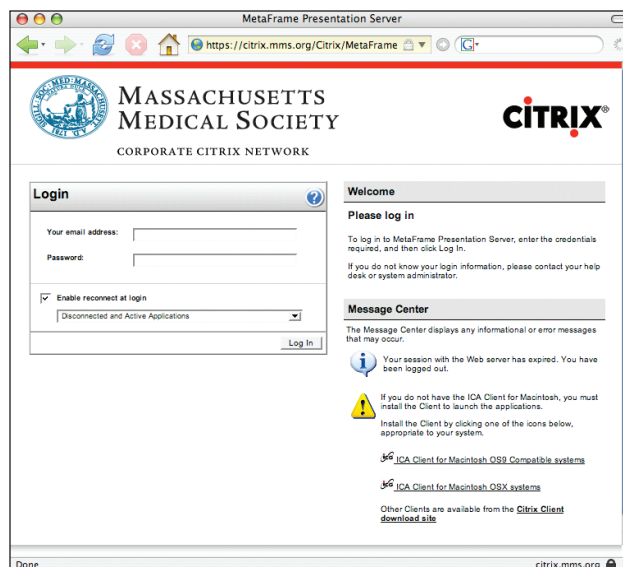 MetaFrame Presentation Server
https://citrix.mms.org/Citrix/MetaFrame
G
MASSACHUSETTS
MEDICAL SOCIETY
CORPORATE CITRIX NETWORK
CITRIX®
Login
?
Your email address:
Password:
Enable reconnect at login
Disconnected and Active Applications
Log In
Welcome
Please log in
To log in to MetaFrame Presentation Server, enter the credentials
required, and then click Log In.
If you do not know your login information, please contact your help
desk or system administrator.
Message Center
The Message Center displays any informational or error messages
that may occur.
Your session with the Web server has expired. You have
been logged out.
If you do not have the ICA Client for Macintosh, you must
install the Client to launch the applications.
Install the Client by clicking one of the icons below,
appropriate to your system.
ICA Client for Macintosh OS9 Compatible systems
ICA Client for Macintosh OSX systems
Other Clients are available from the Citrix Client
download site
Done
citrix.mms.org